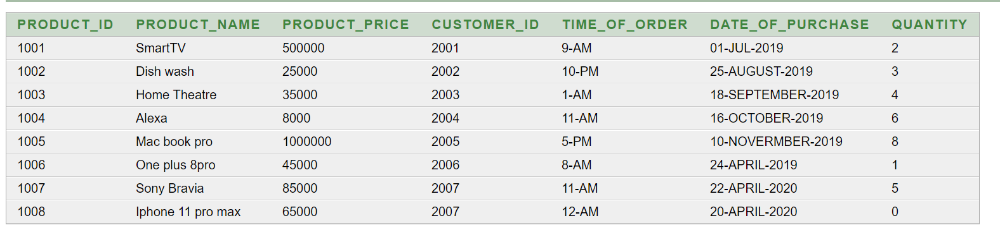 PRODUCT_ID PRODUCT_NAME PRODUCT_PRICE CUSTOMER_ID TIME_OF_ORDER DATE_OF_PURCHASE QUANTITY
1001 SmartTV 500000 2001 9-AM 01-JUL-2019 2
1002 Dish wash 25000 2002 10-PM 25-AUGUST-2019 3
1003 Home Theatre 35000 2003 1-AM 18-SEPTEMBER-2019 4
1004 Alexa 8000 2004 11-AM 16-OCTOBER-2019 6
1005 Mac book pro 1000000 2005 5-PM 10-NOVERMBER-2019 8
1006 One plus 8pro 45000 2006 8-AM 24-APRIL-2019 1
1007 Sony Bravia 85000 2007 11-AM 22-APRIL-2020 5
1008 Iphone 11 pro max 65000 2007 12-AM 20-APRIL-2020 0